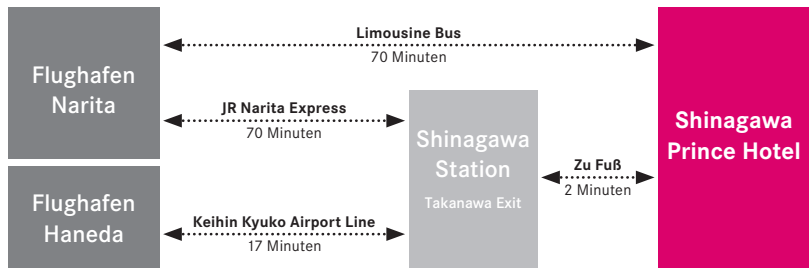 Limousine Bus
70 Minuten
Flughafen
Narita
JR Narita Express
70 Minuten
Shinagawa
Station
Takanawa Exit
Zu Fuß
2 Minuten
Shinagawa
Prince Hotel
Flughafen
Haneda
Keihin Kyuko Airport Line
17 Minuten